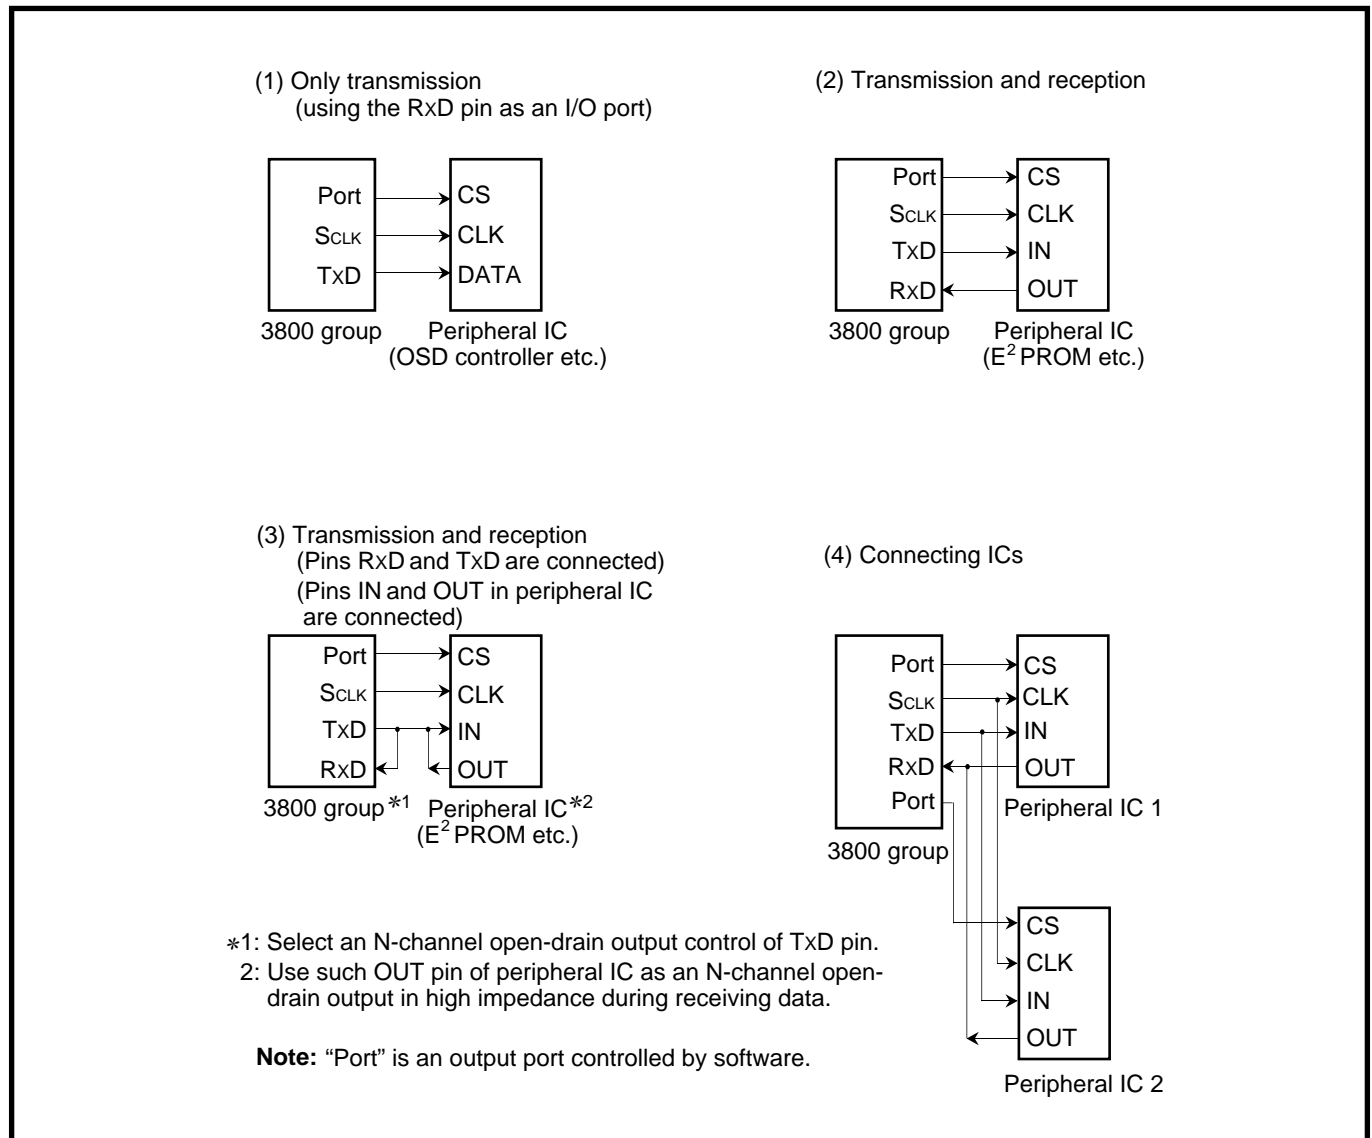 (1) Only transmission
(using the RxD pin as an I/O port)
Port
SCLK
TxD
CS
CLK
DATA
3800 group
Peripheral IC
(OSD controller etc.)
(2) Transmission and reception
Port
SCLK
TxD
RxD
CS
CLK
IN
OUT
3800 group
Peripheral IC
(E2 PROM etc.)
(3) Transmission and reception
(Pins RxD and TxD are connected)
(Pins IN and OUT in peripheral IC
are connected)
Port
SCLK
TxD
RxD
CS
CLK
IN
OUT
3800 group *1
Peripheral IC*2
(E2 PROM etc.)
(4) Connecting ICs
Port
SCLK
TxD
RxD
Port
CS
CLK
IN
OUT
Peripheral IC 1
3800 group
CS
CLK
IN
OUT
Peripheral IC 2
*1: Select an N-channel open-drain output control of TxD pin.
2: Use such OUT pin of peripheral IC as an N-channel open-
drain output in high impedance during receiving data.
Note: “Port” is an output port controlled by software.